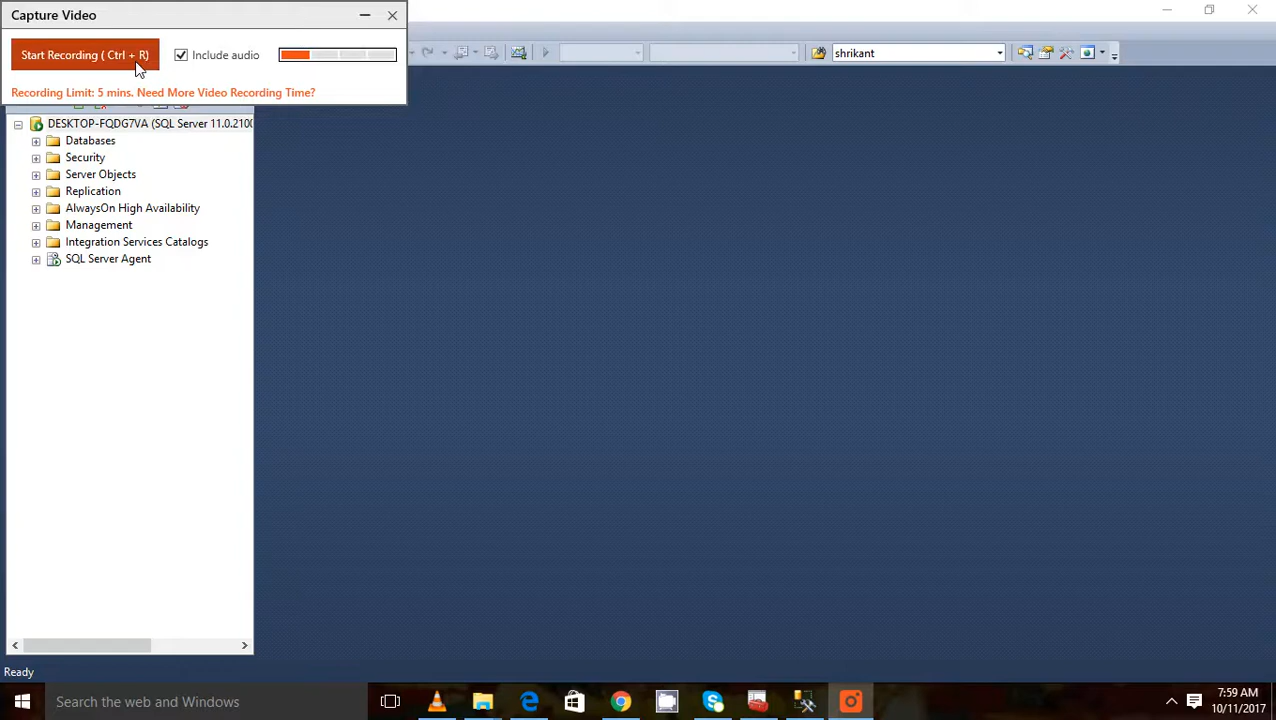 Capture Video
Start Recording ( Ctrl + R)
Include audio
shrikant
Recording Limit: 5 mins. Need More Video Recording Time?
DESKTOP-FQDG7VA (SQL Server 11.0.2100
Databases
Security
Server Objects
Replication
AlwaysOn High Availability
Management
Integration Services Catalogs
SQL Server Agent
Ready
Search the web and Windows
7:59 AM
10/11/2017